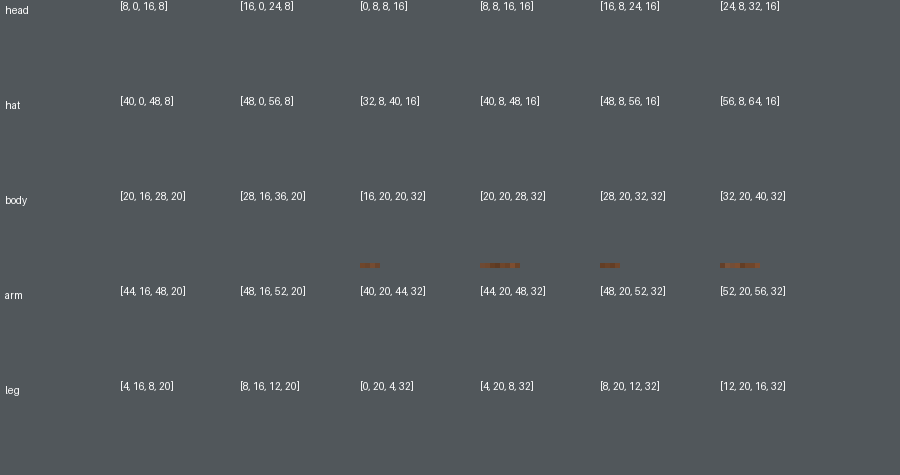 head [8, 0, 16, 8] [16, 0, 24, 8] [0, 8, 8, 16] [8, 8, 16, 16] [16, 8, 24, 16] [24, 8, 32, 16]
hat [40, 0, 48, 8] [48, 0, 56, 8] [32, 8, 40, 16] [40, 8, 48, 16] [48, 8, 56, 16] [56, 8, 64, 16]
body [20, 16, 28, 20] [28, 16, 36, 20] [16, 20, 20, 32] [20, 20, 28, 32] [28, 20, 32, 32] [32, 20, 40, 32]
arm [44, 16, 48, 20] [48, 16, 52, 20] [40, 20, 44, 32] [44, 20, 48, 32] [48, 20, 52, 32] [52, 20, 56, 32]
leg [4, 16, 8, 20] [8, 16, 12, 20] [0, 20, 4, 32] [4, 20, 8, 32] [8, 20, 12, 32] [12, 20, 16, 32]